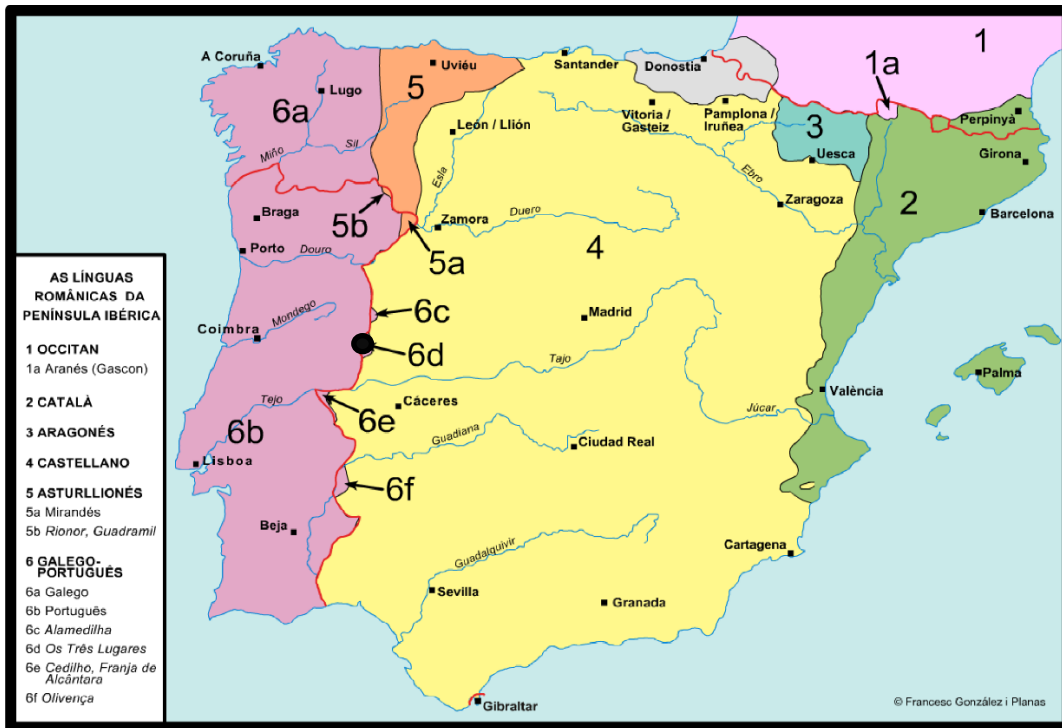 1
1a
A Coruña
Uviéu
Santander
Donostia
5
6a
Lugo
Vitoria /
Gasteiz
Pamplona /
Iruñea
Perpinyà
León / Llión
3
Uesca
Girona
Miño
Sil
Esla
Ebro
Braga
5b
Zamora
Duero
Zaragoza
2
Barcelona
Porto
Douro
5a
4
AS LÍNGUAS
ROMÂNICAS DA
PENÍNSULA IBÉRICA
1 OCCITAN
1a Aranés (Gascon)
2 CATALÀ
3 ARAGONÉS
4 CASTELLANO
5 ASTURLLIONÉS
5a Mirandés
5b Rionor, Guadramil
6 GALEGO-
PORTUGUÊS
6a Galego
6b Português
6c Alamedilha
6d Os Três Lugares
6e Cedilho, Franja de
Alcântara
6f Olivença
Mondego
6c
Madrid
Coimbra
6d
Tajo
Palma
Tejo
Cáceres
València
6e
Júcar
6b
Guadiana
Ciudad Real
Lisboa
6f
Beja
Guadalquivir
Cartagena
Sevilla
Granada
Gibraltar
© Francesc González i Planas